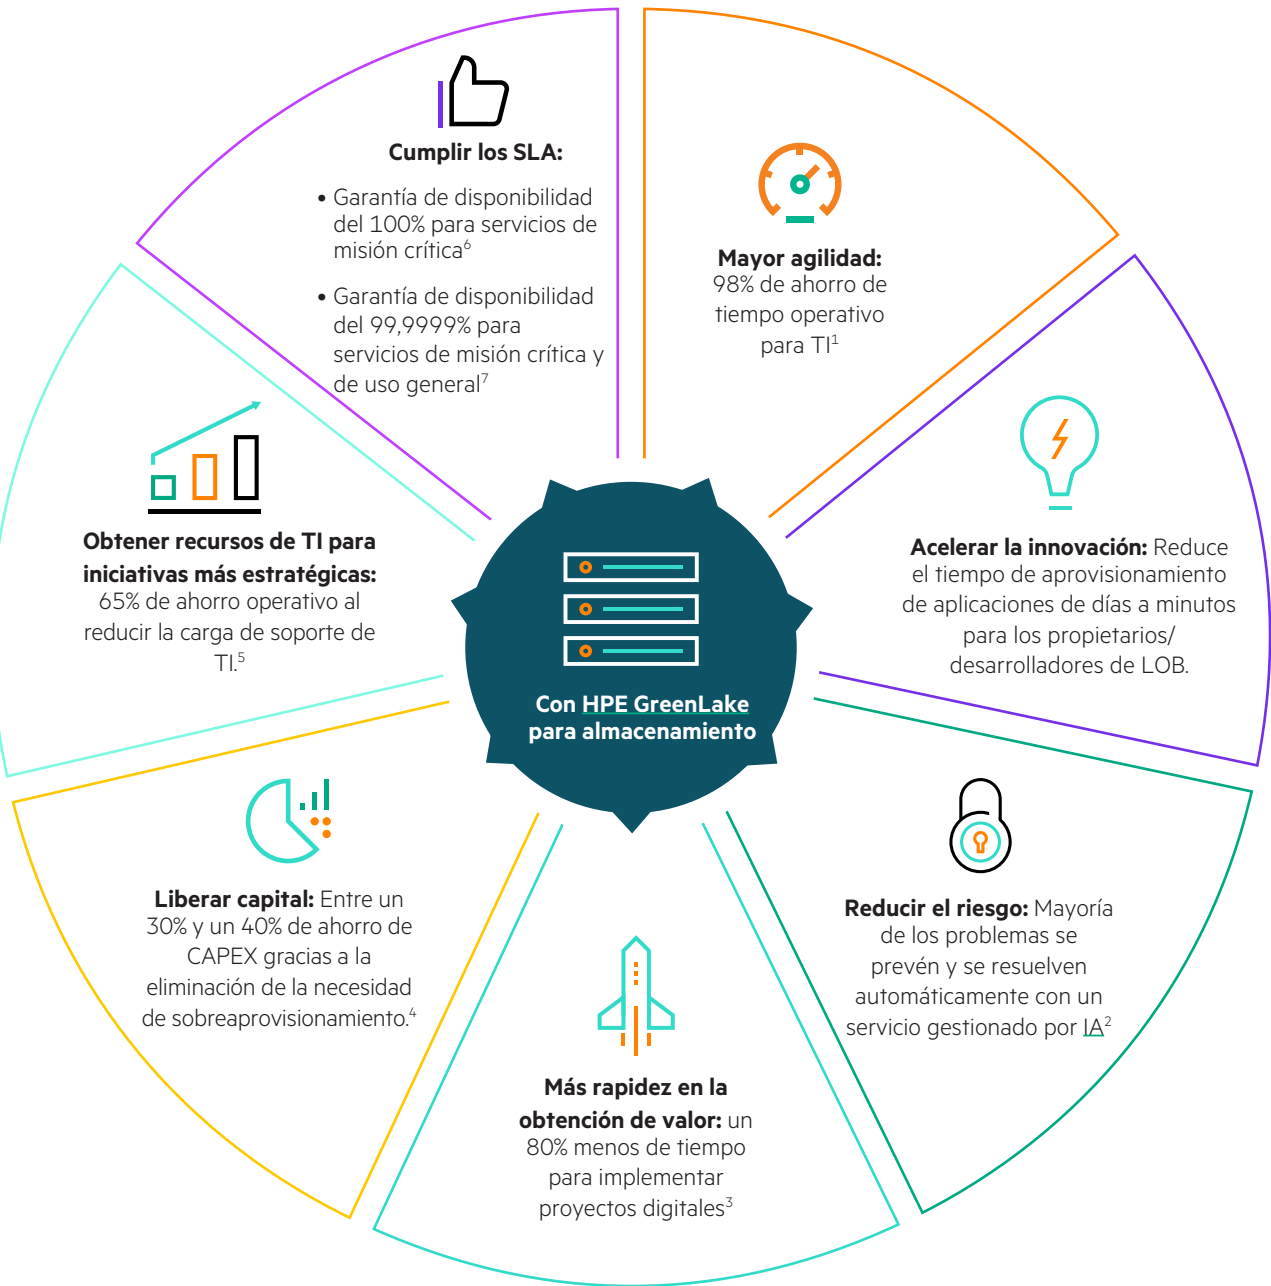 Cumplir los SLA:
• Garantía de disponibilidad
del 100% para servicios de
misión crítica⁶
• Garantía de disponibilidad
del 99,9999% para
servicios de misión crítica y
de uso general⁷
Mayor agilidad:
98% de ahorro de
tiempo operativo
para TI¹
Acelerar la innovación: Reduce
el tiempo de aprovisionamiento
de aplicaciones de días a minutos
para los propietarios/
desarrolladores de LOB.
Reducir el riesgo: Mayoría
de los problemas se
prevén y se resuelven
automáticamente con un
servicio gestionado por IA²
Más rapidez en la
obtención de valor: un
80% menos de tiempo
para implementar
proyectos digitales³
Liberar capital: Entre un
30% y un 40% de ahorro de
CAPEX gracias a la
eliminación de la necesidad
de sobreaprovisionamiento.⁴
Obtener recursos de TI para
iniciativas más estratégicas:
65% de ahorro operativo al
reducir la carga de soporte de
TI.⁵
Con HPE GreenLake
para almacenamiento